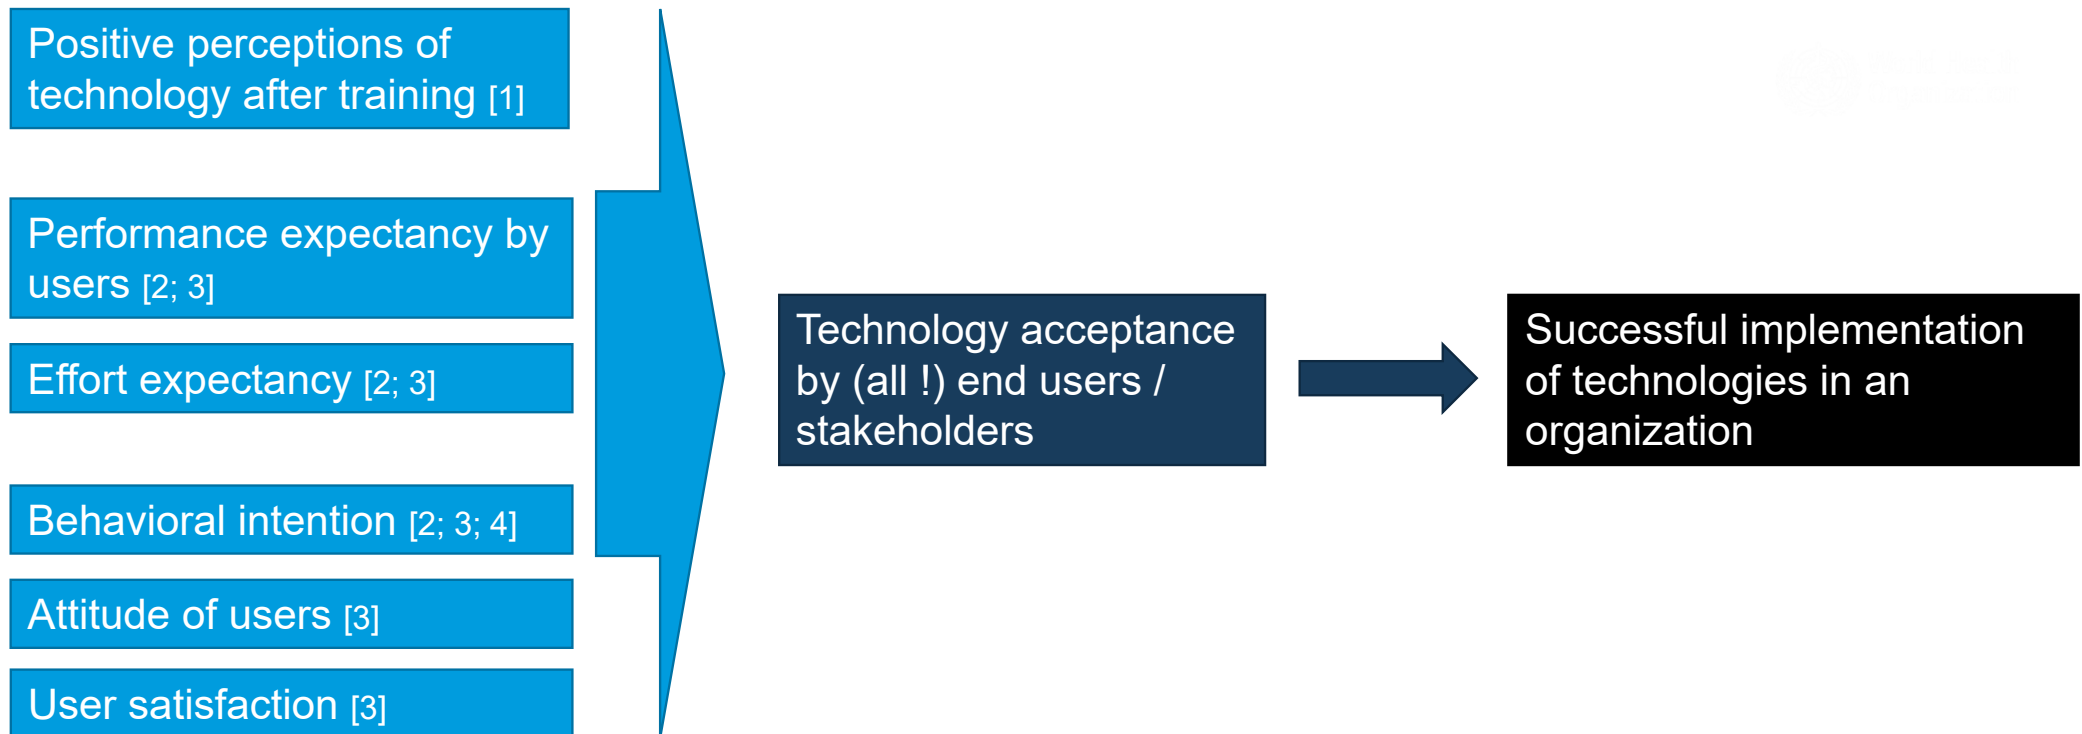 Positive perceptions of
technology after training [1]
Performance expectancy by
users [2; 3]
Effort expectancy [2; 3]
Behavioral intention [2; 3; 4]
Attitude of users [3]
User satisfaction [3]
Technology acceptance
by (all !) end users /
stakeholders
Successful implementation
of technologies in an
organization